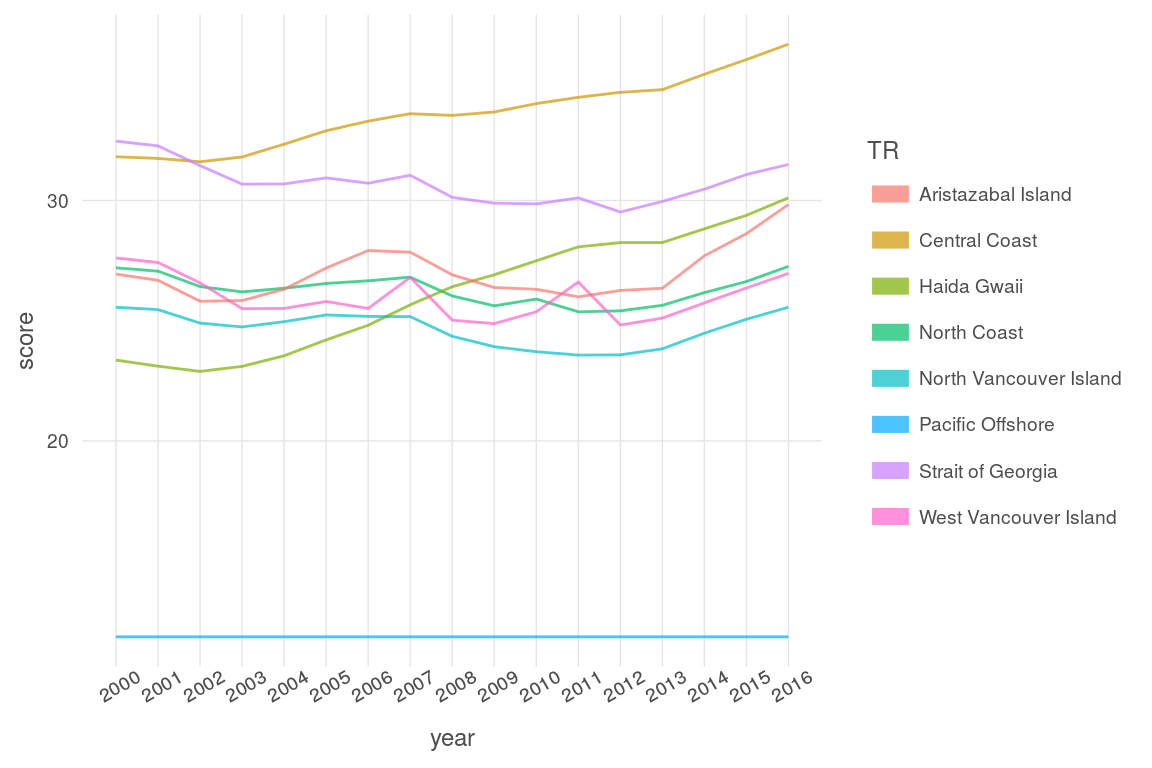 score
30
20
2000 2001 2002 2003 2004 2005 2006 2007 2008 2009 2010 2011 2012 2013 2014 2015 2016
year
TR
Aristazabal Island
Central Coast
Haida Gwaii
North Coast
North Vancouver Island
Pacific Offshore
Strait of Georgia
West Vancouver Island